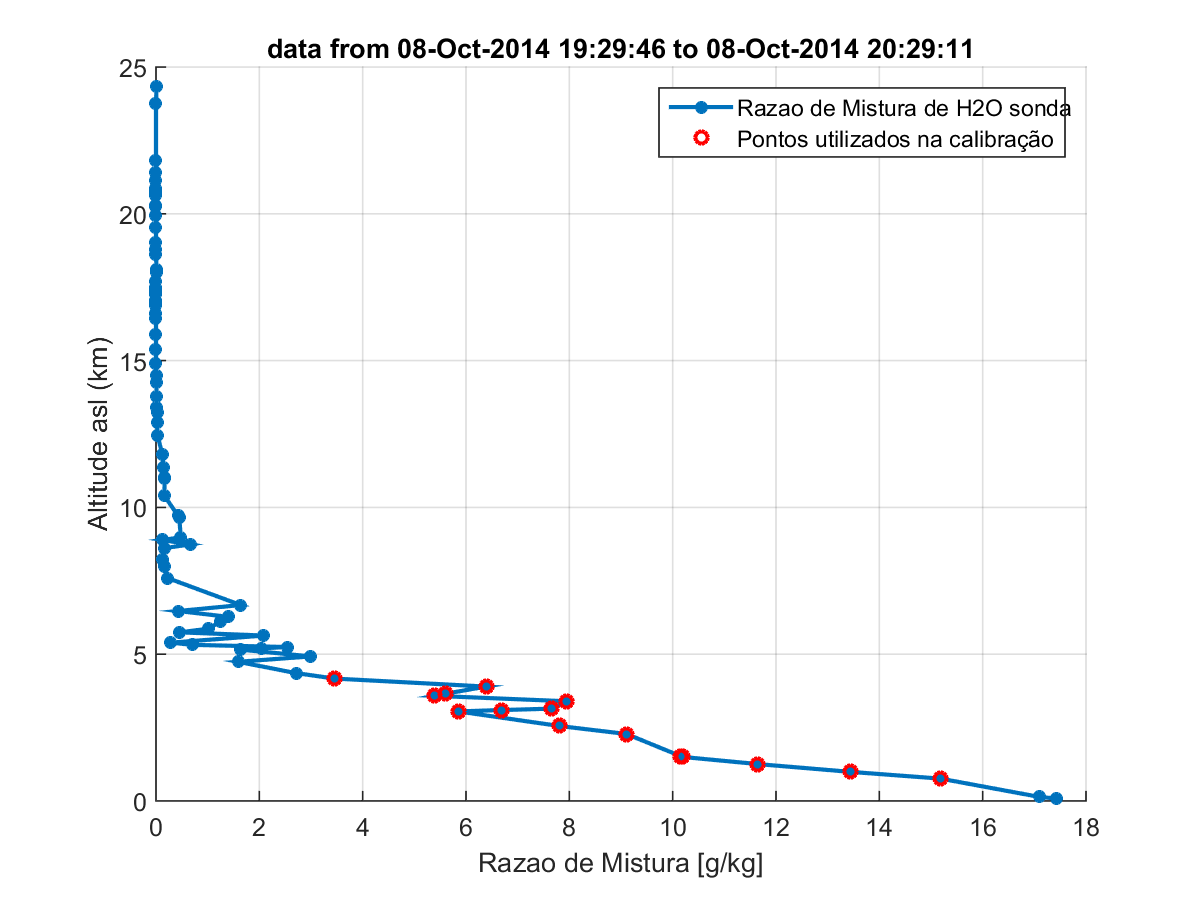 data from 08-Oct-2014 19:29:46 to 08-Oct-2014 20:29:11
Razao de Mistura de H2O sonda
Pontos utilizados na calibração
25
20
15
10
5
0
Altitude asl (km)
0 2 4 6 8 10 12 14 16 18
Razao de Mistura [g/kg]